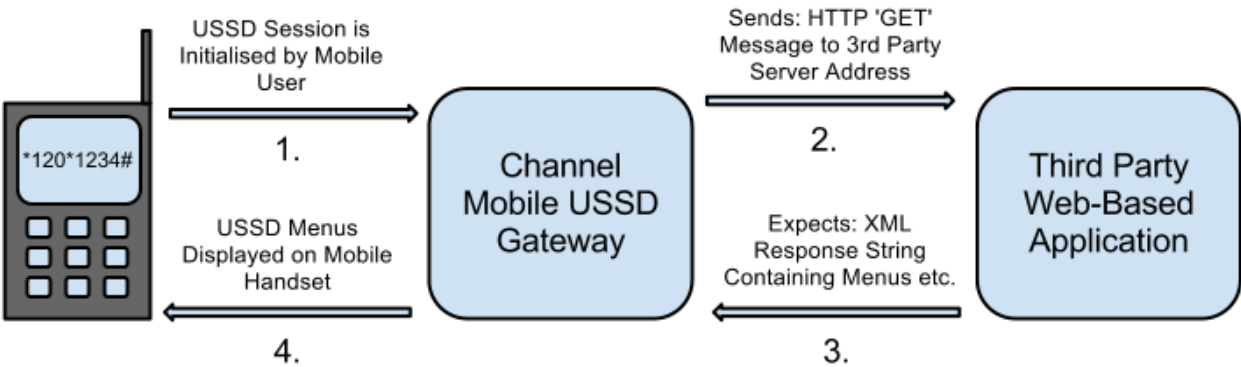 *120*1234#
USSD Session is
Initialised by Mobile
User
1.
Channel
Mobile USSD
Gateway
Sends: HTTP 'GET'
Message to 3rd Party
Server Address
2.
Third Party
Web-Based
Application
Expects: XML
Response String
Containing Menus etc.
3.
USSD Menus
Displayed on Mobile
Handset
4.